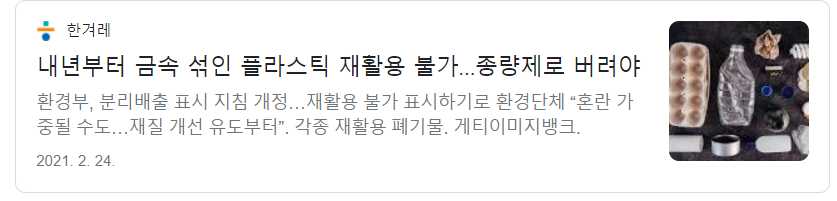 한겨레
내년부터 금속 섞인 플라스틱 재활용 불가...종량제로 버려야
환경부, 분리배출 표시 지침 개정…재활용 불가 표시하기로 환경단체 “혼란 가
중될 수도…재질 개선 유도부터”. 각종 재활용 폐기물. 게티이미지뱅크.
2021. 2. 24.